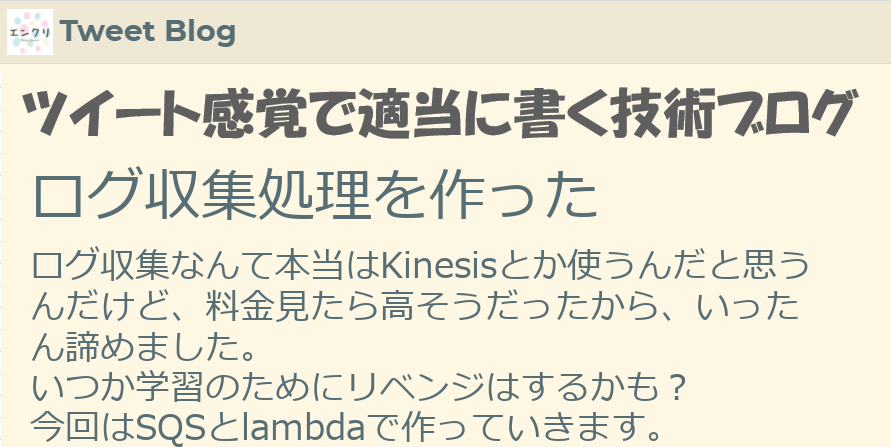 エンクリ
Tweet Blog
ツイート感覚で適当に書く技術ブログ
ログ収集処理を作った
ログ収集なんて本当はKinesisとか使うんだと思う
んだけど、料金見たら高そうだったから、いった
ん諦めました。
いつか学習のためにリベンジはするかも？
今回はSQSとlambdaで作っていきます。